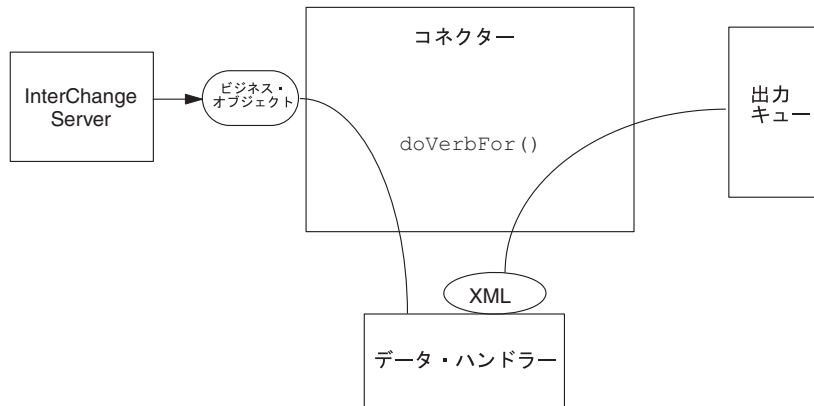 コネクター
InterChange
Server
ビジネス・
オブジェクト
doVerbFor()
出力
キュー
XML
データ・ハンドラー